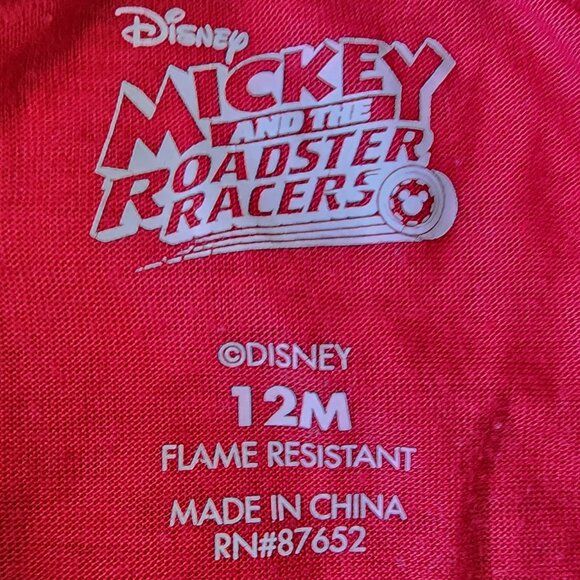 Disney
MICKEY
AND THE
ROADSTER
RACERS
©DISNEY
12M
FLAME RESISTANT
MADE IN CHINA
RN#87652